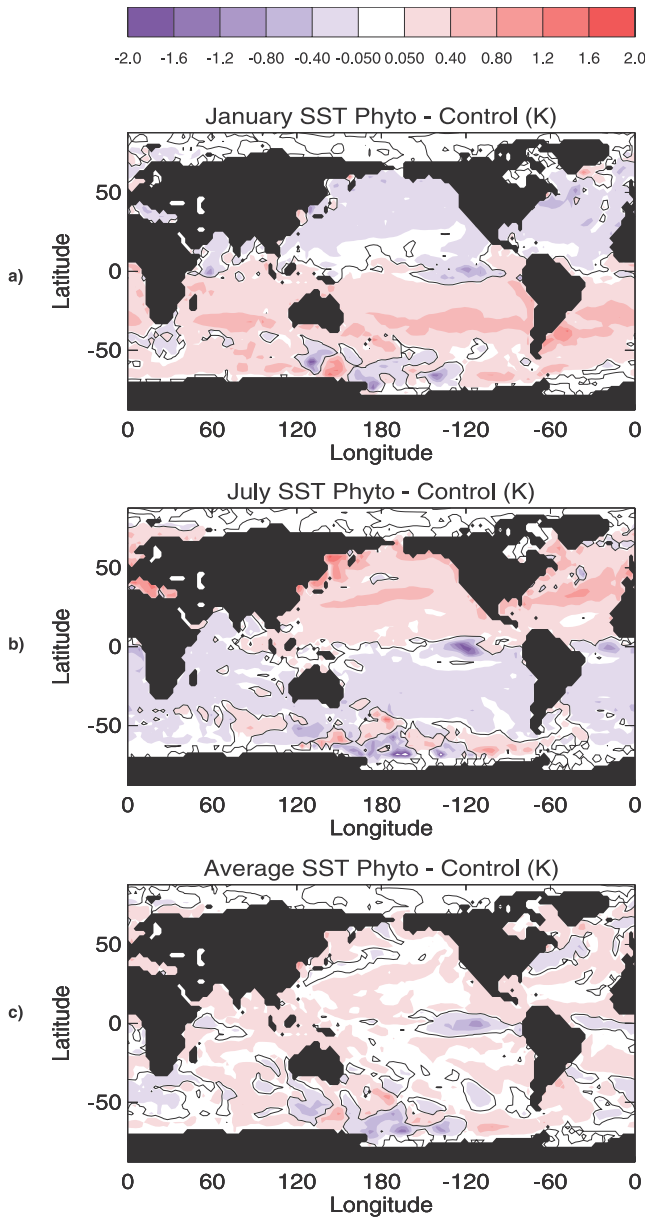 -2.0 -1.6 -1.2 -0.80 -0.40 -0.050 0.050 0.40 0.80 1.2 1.6 2.0
January SST Phyto - Control (K)
a)
Latitude
50
0
-50
0 60 120 180 -120 -60 0
Longitude
July SST Phyto - Control (K)
b)
Latitude
50
0
-50
0 60 120 180 -120 -60 0
Longitude
Average SST Phyto - Control (K)
c)
Latitude
50
0
-50
0 60 120 180 -120 -60 0
Longitude